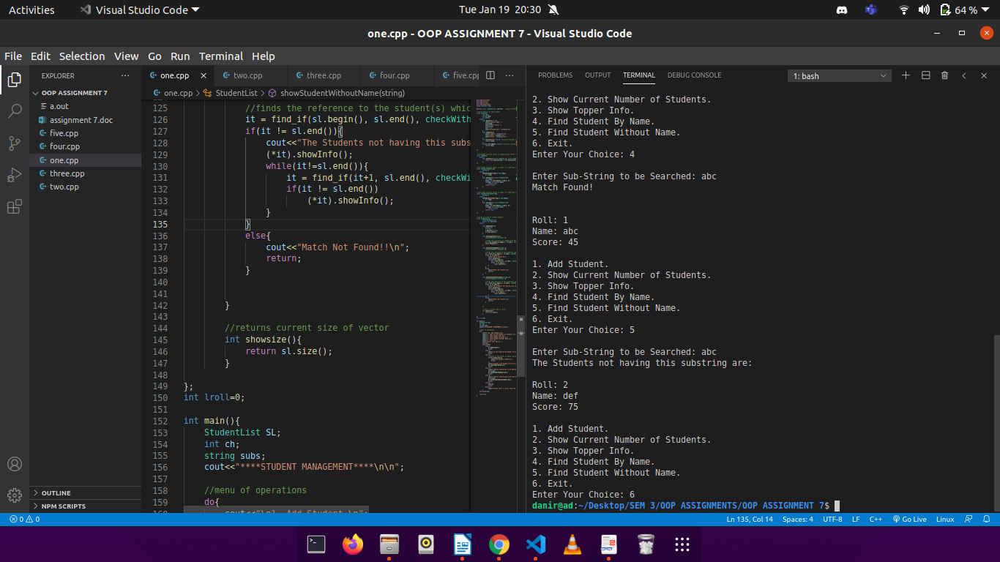 Activities Visual Studio Code Tue Jan 19 20:30 64 %
one.cpp - OOP ASSIGNMENT 7 - Visual Studio Code
File Edit Selection View Go Run Terminal Help
EXPLORER ···
OOP ASSIGNMENT 7
a.out
assignment 7.doc
five.cpp
four.cpp
one.cpp
three.cpp
two.cpp
OUTLINE
NPM SCRIPTS
one.cpp two.cpp three.cpp four.cpp five.cpp ···
one.cpp > StudentList > showStudentWithoutName(string)
125 //finds the reference to the student(s) whic
126 it = find_if(sl.begin(), sl.end(), checkWith
127 if(it != sl.end()){
128 cout<<"The Students not having this subs
129 (*it).showInfo();
130 while(it!=sl.end()){
131 it = find_if(it+1, sl.end(), checkWi
132 if(it != sl.end())
133 (*it).showInfo();
134 }
135 }
136 else{
137 cout<<"Match Not Found!!\n";
138 return;
139 }
140
141
142 }
143
144 //returns current size of vector
145 int showsize(){
146 return sl.size();
147 }
148
149 };
150 int lroll=0;
151
152 int main(){
153 StudentList SL;
154 int ch;
155 string subs;
156 cout<<"****STUDENT MANAGEMENT****\n\n";
157
158 //menu of operations
159 do{
PROBLEMS OUTPUT TERMINAL DEBUG CONSOLE 1: bash
2. Show Current Number of Students.
3. Show Topper Info.
4. Find Student By Name.
5. Find Student Without Name.
6. Exit.
Enter Your Choice: 4
Enter Sub-String to be Searched: abc
Match Found!
Roll: 1
Name: abc
Score: 45
1. Add Student.
2. Show Current Number of Students.
3. Show Topper Info.
4. Find Student By Name.
5. Find Student Without Name.
6. Exit.
Enter Your Choice: 5
Enter Sub-String to be Searched: abc
The Students not having this substring are:
Roll: 2
Name: def
Score: 75
1. Add Student.
2. Show Current Number of Students.
3. Show Topper Info.
4. Find Student By Name.
5. Find Student Without Name.
6. Exit.
Enter Your Choice: 6
danir@ad:~/Desktop/SEM 3/OOP ASSIGNMENTS/OOP ASSIGNMENT 7$
0 0 Ln 135, Col 14 Spaces: 4 UTF-8 LF C++ Go Live Linux